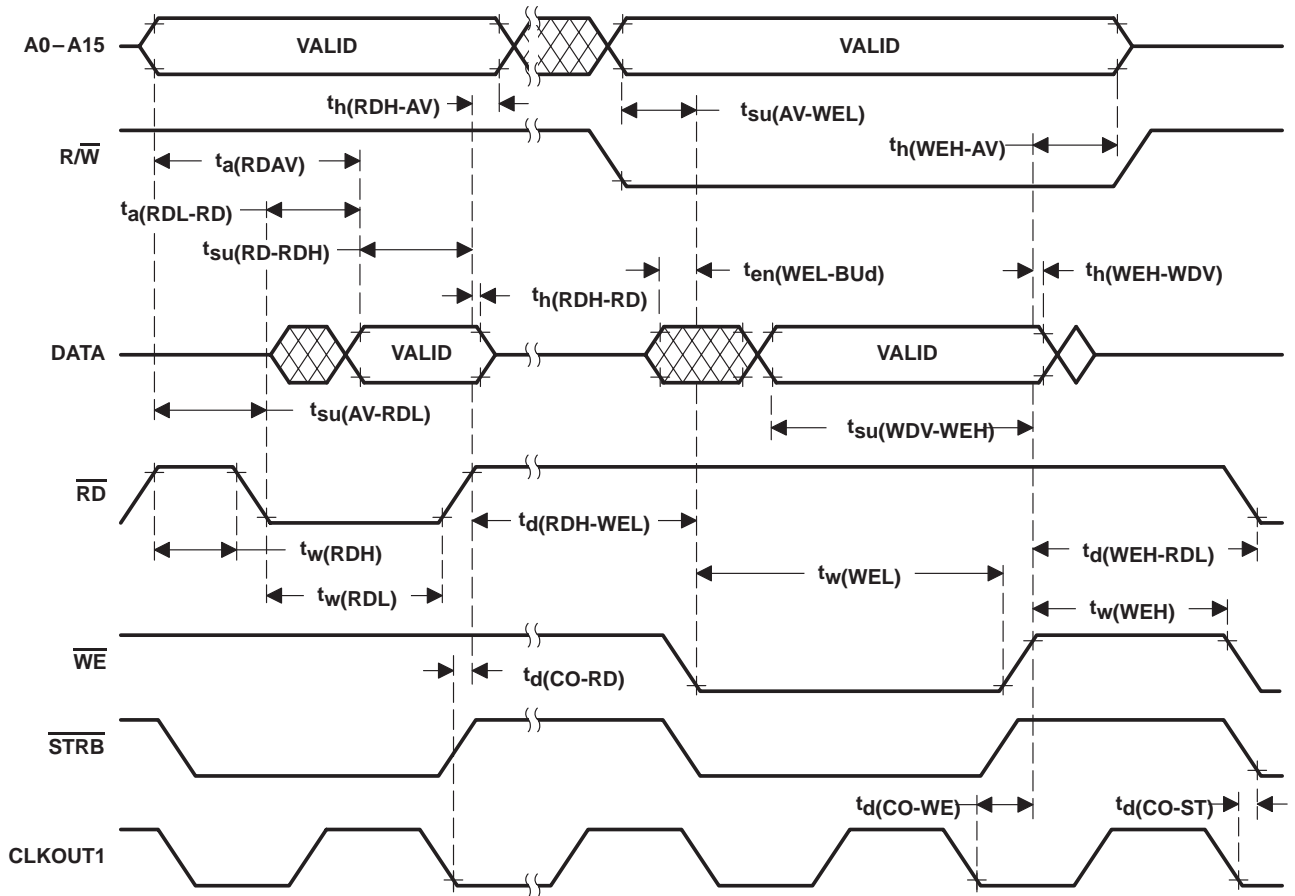 A0–A15
VALID
VALID
th(RDH-AV)
tsu(AV-WEL)
R/W̅
ta(RDAV)
th(WEH-AV)
ta(RDL-RD)
tsu(RD-RDH)
ten(WEL-BUd)
th(WEH-WDV)
th(RDH-RD)
DATA
VALID
VALID
tsu(AV-RDL)
tsu(WDV-WEH)
R̅D̅
td(RDH-WEL)
tw(RDH)
td(WEH-RDL)
tw(WEL)
tw(RDL)
tw(WEH)
W̅E̅
td(CO-RD)
S̅T̅R̅B̅
td(CO-WE)
td(CO-ST)
CLKOUT1